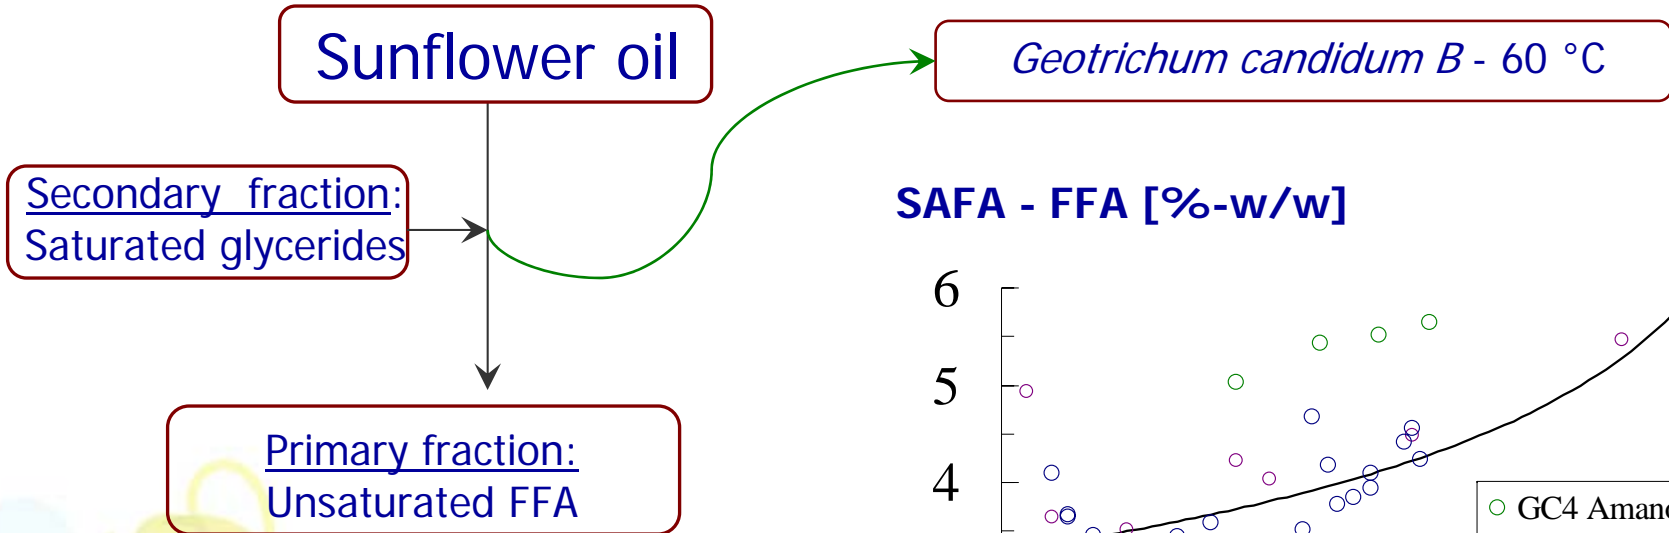 Sunflower oil
Geotrichum candidum B - 60 °C
Secondary fraction:
Saturated glycerides
SAFA - FFA [%-w/w]
6
5
4
Primary fraction:
Unsaturated FFA
GC4 Amano